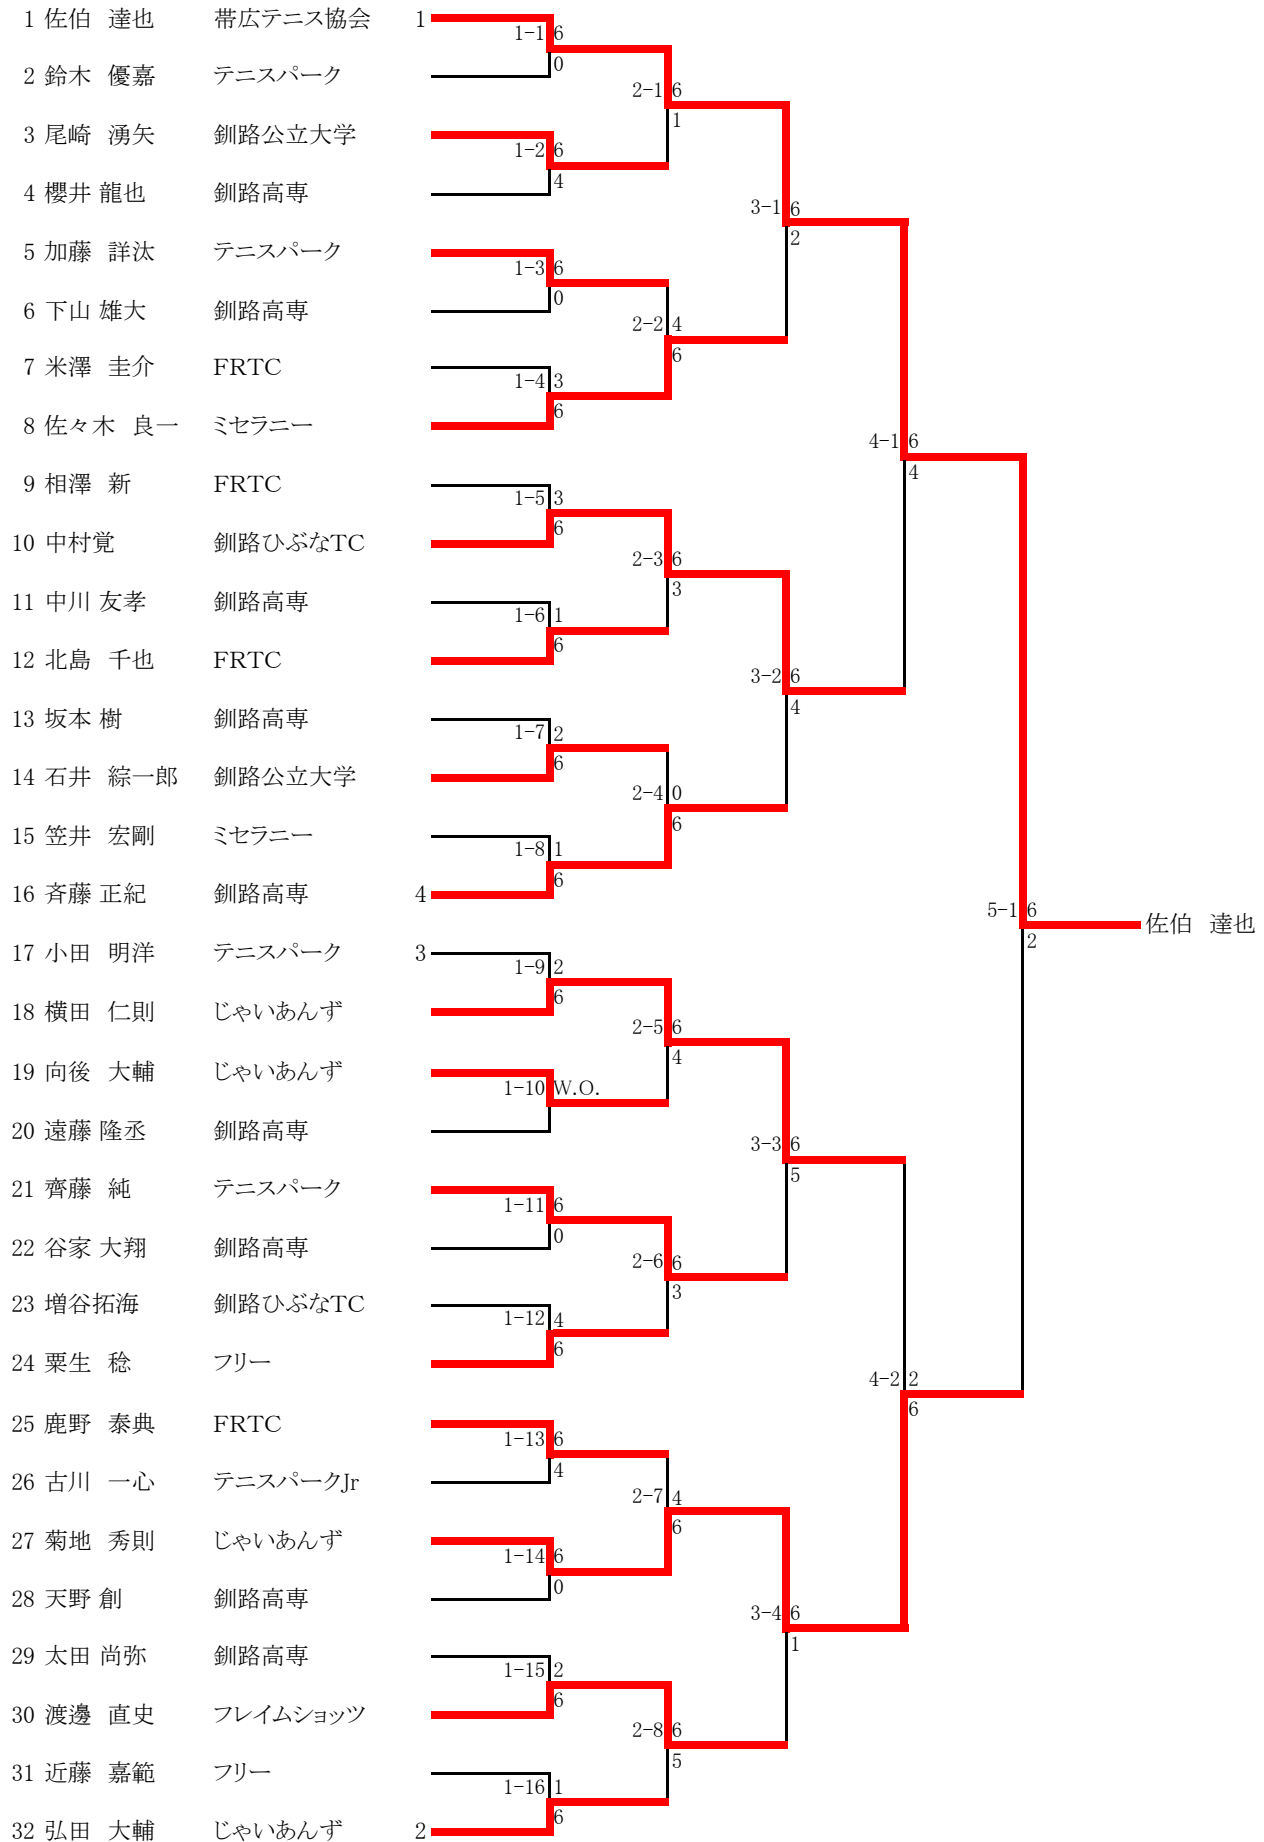 1 佐伯 達也 帯広テニス協会 1
1-1 6
0
2 鈴木 優嘉 テニスパーク
2-1 6
1
3 尾崎 湧矢 釧路公立大学
1-2 6
4
4 櫻井 龍也 釧路高専
3-1 6
2
5 加藤 詳汰 テニスパーク
1-3 6
0
6 下山 雄大 釧路高専
2-2 4
6
7 米澤 圭介 FRTC
1-4 3
6
8 佐々木 良一 ミセラニー
4-1 6
4
9 相澤 新 FRTC
1-5 3
6
10 中村覚 釧路ひぶなTC
2-3 6
3
11 中川 友孝 釧路高専
1-6 1
6
12 北島 千也 FRTC
3-2 6
4
13 坂本 樹 釧路高専
1-7 2
6
14 石井 綜一郎 釧路公立大学
2-4 0
6
15 笠井 宏剛 ミセラニー
1-8 1
6
16 斉藤 正紀 釧路高専 4
5-1 6
佐伯 達也
2
17 小田 明洋 テニスパーク 3
1-9 2
6
18 横田 仁則 じゃいあんず
2-5 6
4
19 向後 大輔 じゃいあんず
1-10 W.O.
20 遠藤 隆丞 釧路高専
3-3 6
5
21 齊藤 純 テニスパーク
1-11 6
0
22 谷家 大翔 釧路高専
2-6 6
3
23 増谷拓海 釧路ひぶなTC
1-12 4
6
24 粟生 稔 フリー
4-2 2
6
25 鹿野 泰典 FRTC
1-13 6
4
26 古川 一心 テニスパークJr
2-7 4
6
27 菊地 秀則 じゃいあんず
1-14 6
0
28 天野 創 釧路高専
3-4 6
1
29 太田 尚弥 釧路高専
1-15 2
6
30 渡邊 直史 フレイムショッツ
2-8 6
5
31 近藤 嘉範 フリー
1-16 1
6
32 弘田 大輔 じゃいあんず 2